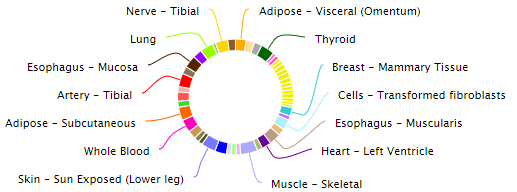 Nerve – Tibial
Adipose – Visceral (Omentum)
Lung
Thyroid
Esophagus – Mucosa
Breast – Mammary Tissue
Artery – Tibial
Cells – Transformed fibroblasts
Adipose – Subcutaneous
Esophagus – Muscularis
Whole Blood
Heart – Left Ventricle
Skin – Sun Exposed (Lower leg)
Muscle – Skeletal